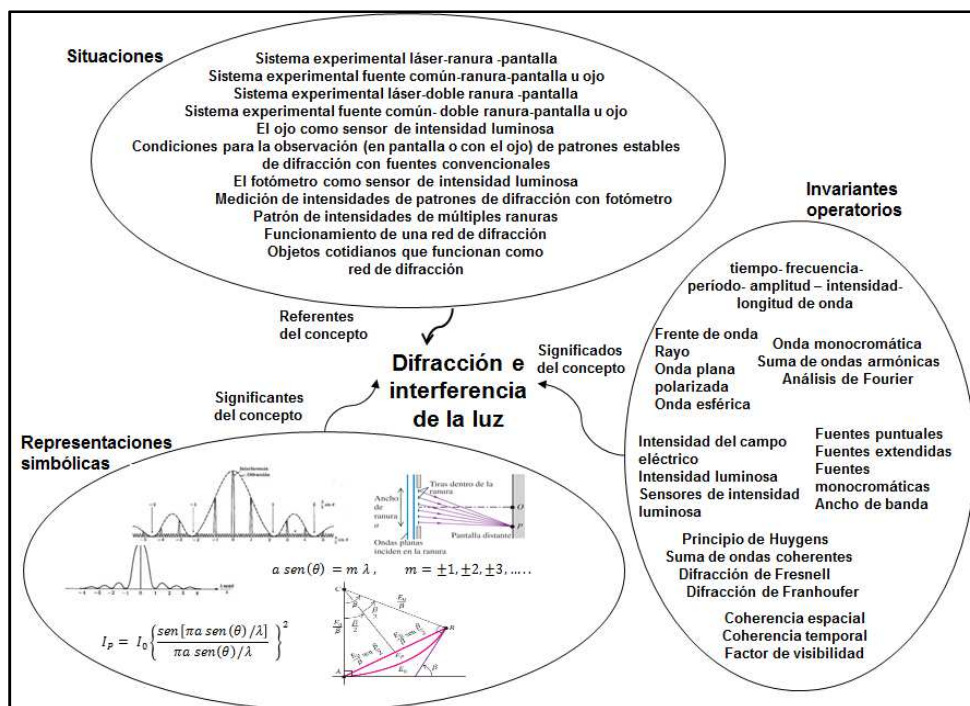 Situaciones
Sistema experimental láser-ranura -pantalla
Sistema experimental fuente común-ranura-pantalla u ojo
Sistema experimental láser-doble ranura -pantalla
Sistema experimental fuente común- doble ranura-pantalla u ojo
El ojo como sensor de intensidad luminosa
Condiciones para la observación (en pantalla o con el ojo) de patrones estables
de difracción con fuentes convencionales
El fotómetro como sensor de intensidad luminosa
Medición de intensidades de patrones de difracción con fotómetro
Patrón de intensidades de múltiples ranuras
Funcionamiento de una red de difracción
Objetos cotidianos que funcionan como
red de difracción
Referentes
del concepto
Difracción e
interferencia
de la luz
Significados
del concepto
Significantes
del concepto
Invariantes
operatorios
tiempo- frecuencia-
período- amplitud – intensidad-
longitud de onda
Frente de onda
Rayo
Onda plana
polarizada
Onda esférica
Onda monocromática
Suma de ondas armónicas
Análisis de Fourier
Intensidad del campo
eléctrico
Intensidad luminosa
Sensores de intensidad
luminosa
Fuentes puntuales
Fuentes extendidas
Fuentes
monocromáticas
Ancho de banda
Principio de Huygens
Suma de ondas coherentes
Difracción de Fresnell
Difracción de Franhoufer
Coherencia espacial
Coherencia temporal
Factor de visibilidad
Representaciones
simbólicas
Interferencia
Difracción
Tiras dentro de la
ranura
Ancho
de
ranura
a
O
P
Ondas planas
inciden en la ranura
Pantalla distante
a sen(θ) = m λ , m = ±1, ±2, ±3, .....
I_P = I_0 {sen[πa sen(θ)/λ] / πa sen(θ)/λ}²
C
A
B
β